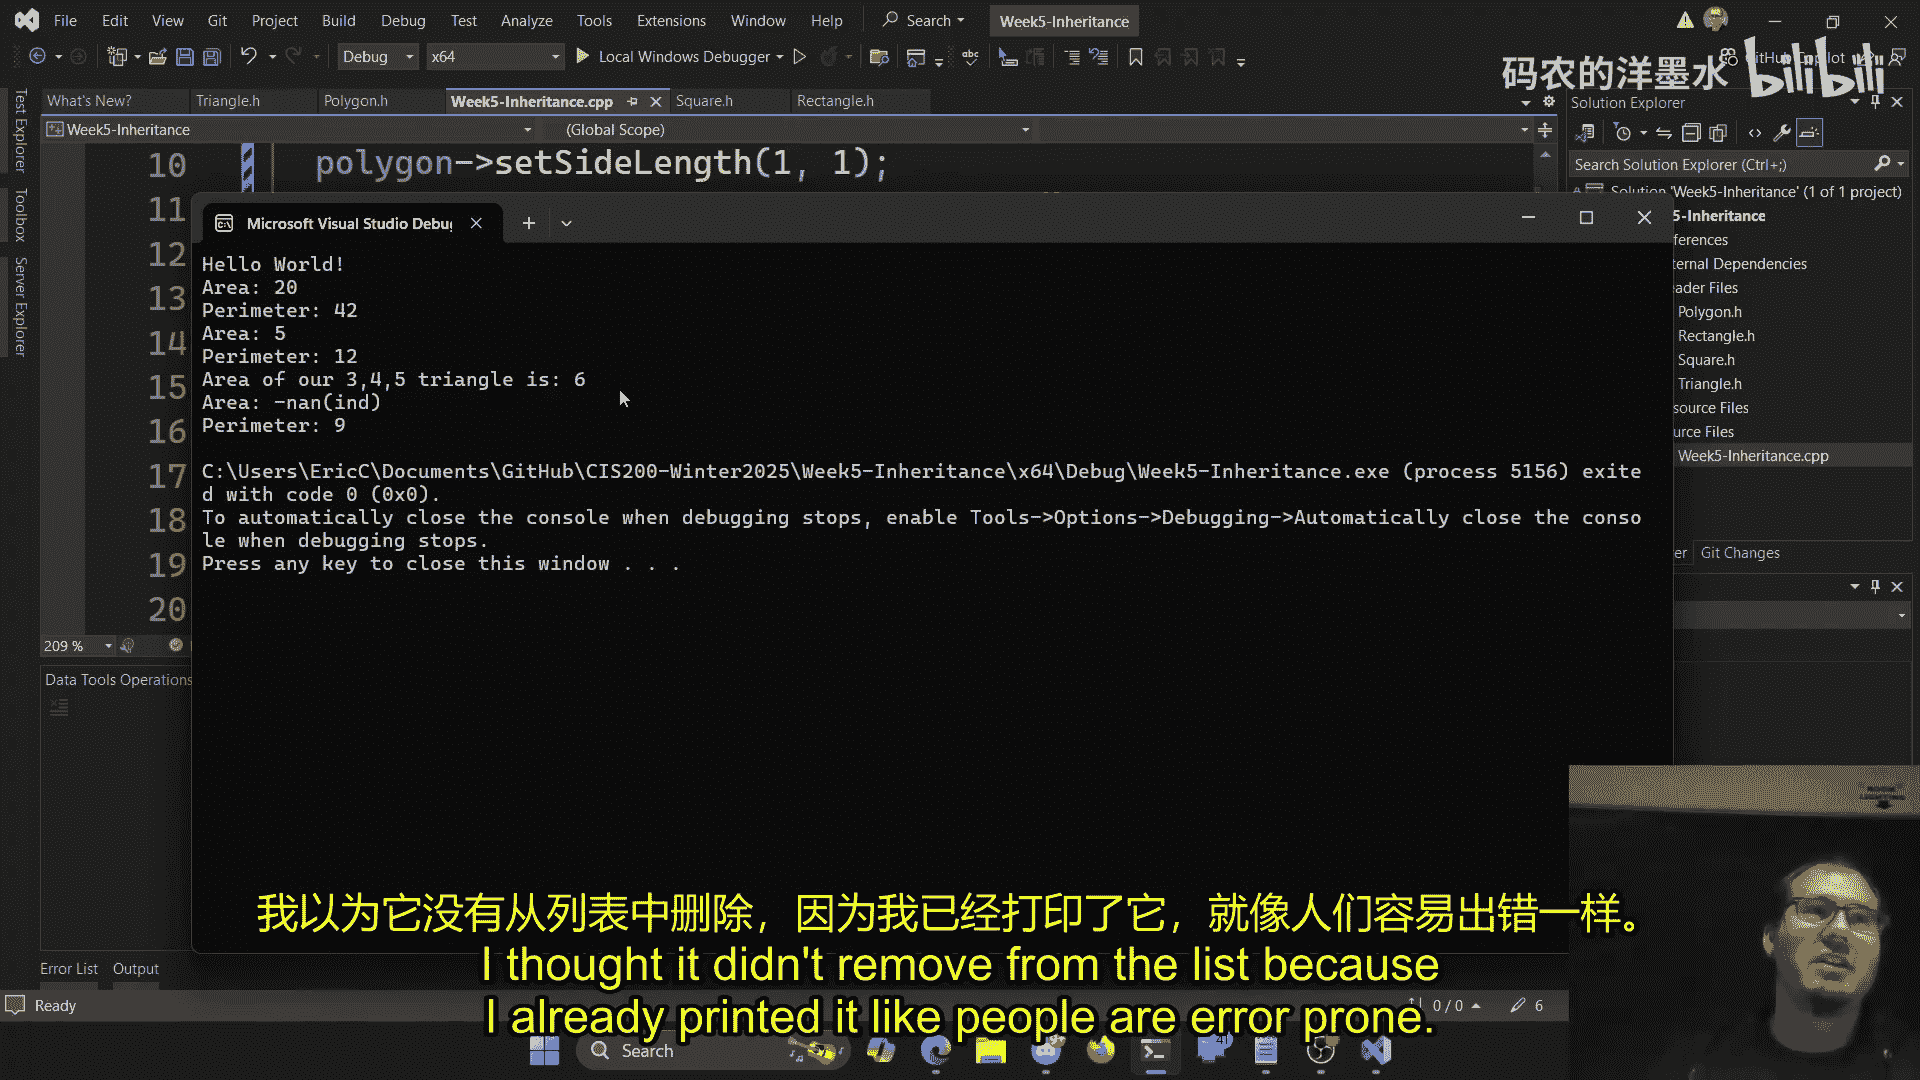 File Edit View Git Project Build Debug Test Analyze Tools Extensions Window Help Search Week5-Inheritance
Debug x64 Local Windows Debugger
码农的洋墨水 bilibili
What's New? Triangle.h Polygon.h Week5-Inheritance.cpp Square.h Rectangle.h
Week5-Inheritance (Global Scope)
10 polygon->setSideLength(1, 1);
11
12
13
14
15
16
17
18
19
20
Test Explorer
Toolbox
Server Explorer
Microsoft Visual Studio Debu
Hello World!
Area: 20
Perimeter: 42
Area: 5
Perimeter: 12
Area of our 3,4,5 triangle is: 6
Area: -nan(ind)
Perimeter: 9
C:\Users\EricC\Documents\GitHub\CIS200-Winter2025\Week5-Inheritance\x64\Debug\Week5-Inheritance.exe (process 5156) exite
d with code 0 (0x0).
To automatically close the console when debugging stops, enable Tools->Options->Debugging->Automatically close the conso
le when debugging stops.
Press any key to close this window . . .
Solution Explorer
Search Solution Explorer (Ctrl+;)
Solution 'Week5-Inheritance' (1 of 1 project)
5-Inheritance
ferences
ternal Dependencies
ader Files
Polygon.h
Rectangle.h
Square.h
Triangle.h
source Files
urce Files
Week5-Inheritance.cpp
er Git Changes
209 %
Data Tools Operations
Error List Output
我以为它没有从列表中删除，因为我已经打印了它，就像人们容易出错一样。
I thought it didn't remove from the list because
I already printed it like people are error prone.
Ready 0 / 0 6
Search